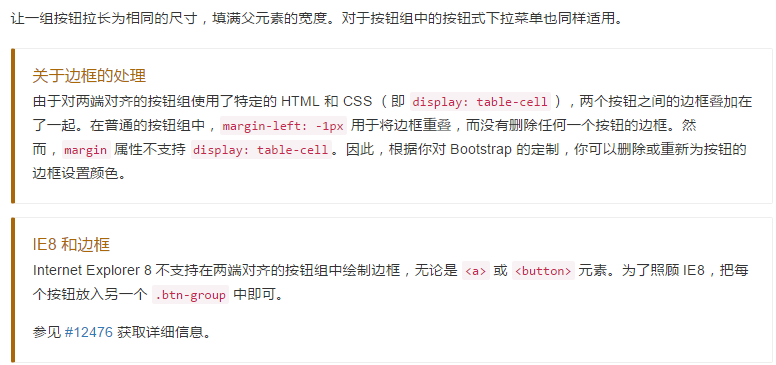 让一组按钮拉长为相同的尺寸，填满父元素的宽度。对于按钮组中的按钮式下拉菜单也同样适用。
关于边框的处理
由于对两端对齐的按钮组使用了特定的 HTML 和 CSS （即 display: table-cell），两个按钮之间的边框叠加在
了一起。在普通的按钮组中，margin-left: -1px 用于将边框重叠，而没有删除任何一个按钮的边框。然
而，margin 属性不支持 display: table-cell。因此，根据你对 Bootstrap 的定制，你可以删除或重新为按钮的
边框设置颜色。
IE8 和边框
Internet Explorer 8 不支持在两端对齐的按钮组中绘制边框，无论是 <a> 或 <button> 元素。为了照顾 IE8，把每
个按钮放入另一个 .btn-group 中即可。
参见 #12476 获取详细信息。